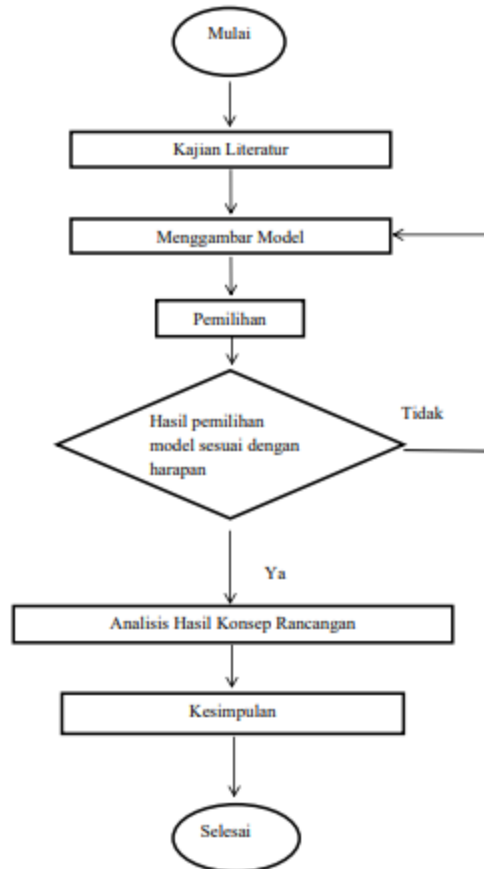 Mulai
Kajian Literatur
Menggambar Model
Pemilihan
Hasil pemilihan
model sesuai dengan
harapan
Tidak
Ya
Analisis Hasil Konsep Rancangan
Kesimpulan
Selesai